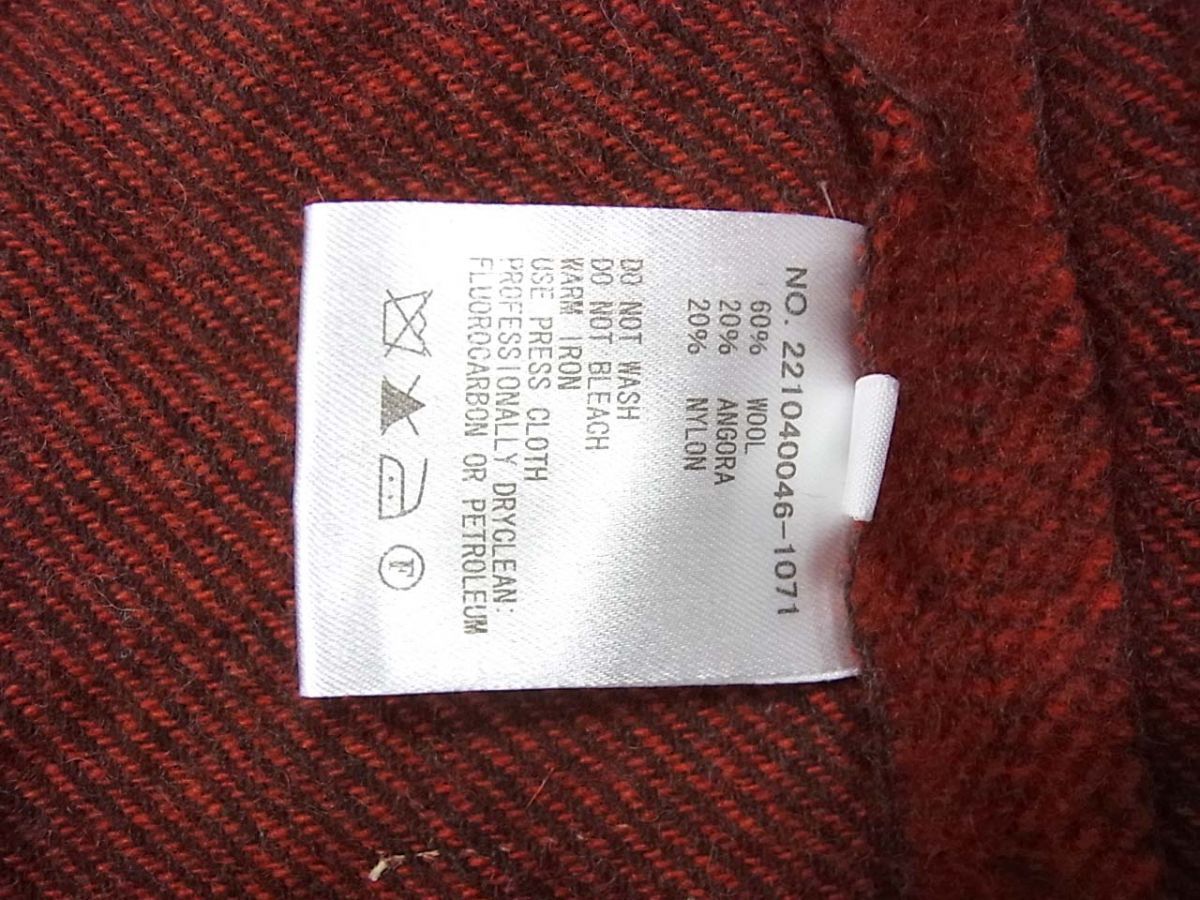 NO. 221040046-1071
60% WOOL
20% ANGORA
20% NYLON
DO NOT WASH
DO NOT BLEACH
WARM IRON
USE PRESS CLOTH
PROFESSIONALLY DRYCLEAN:
FLUOROCARBON OR PETROLEUM
F